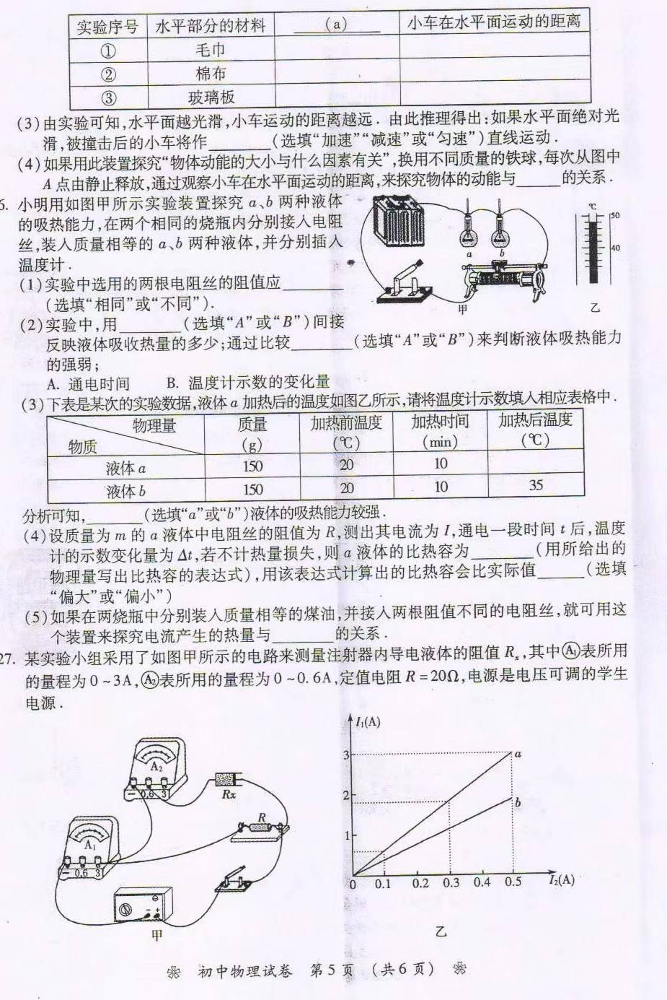 实验序号 水平部分的材料 (a) 小车在水平面运动的距离
① 毛巾
② 棉布
③ 玻璃板
(3)由实验可知,水平面越光滑,小车运动的距离越远．由此推理得出:如果水平面绝对光
滑,被撞击后的小车将作________(选填“加速”“减速”或“匀速”)直线运动．
(4)如果用此装置探究“物体动能的大小与什么因素有关”,换用不同质量的铁球,每次从图中
A点由静止释放,通过观察小车在水平面运动的距离,来探究物体的动能与______的关系．
6. 小明用如图甲所示实验装置探究a、b两种液体
的吸热能力,在两个相同的烧瓶内分别接入电阻
丝,装入质量相等的a、b两种液体,并分别插入
温度计．
(1)实验中选用的两根电阻丝的阻值应________
(选填“相同”或“不同”)．
(2)实验中,用________(选填“A”或“B”)间接
反映液体吸收热量的多少;通过比较________(选填“A”或“B”)来判断液体吸热能力
的强弱;
A. 通电时间 B. 温度计示数的变化量
a b
甲
℃
50
40
乙
(3)下表是某次的实验数据,液体a加热后的温度如图乙所示,请将温度计示数填入相应表格中．
物理量 物质 质量(g) 加热前温度(℃) 加热时间(min) 加热后温度(℃)
液体a 150 20 10
液体b 150 20 10 35
分析可知,________(选填“a”或“b”)液体的吸热能力较强．
(4)设质量为m的a液体中电阻丝的阻值为R,测出其电流为I,通电一段时间t后,温度
计的示数变化量为Δt,若不计热量损失,则a液体的比热容为________(用所给出的
物理量写出比热容的表达式),用该表达式计算出的比热容会比实际值______(选填
“偏大”或“偏小”)
(5)如果在两烧瓶中分别装入质量相等的煤油,并接入两根阻值不同的电阻丝,就可用这
个装置来探究电流产生的热量与________的关系．
27. 某实验小组采用了如图甲所示的电路来测量注射器内导电液体的阻值Rₓ,其中Ⓐ₁表所用
的量程为0~3A,Ⓐ₂表所用的量程为0~0.6A,定值电阻R=20Ω,电源是电压可调的学生
电源．
A₂
- 0.6 3
Rx
R
A₁
- 0.6 3
- +
甲
I₁(A)
3
2
1
a
b
0 0.1 0.2 0.3 0.4 0.5 I₂(A)
乙
初中物理试卷 第5页 (共6页)